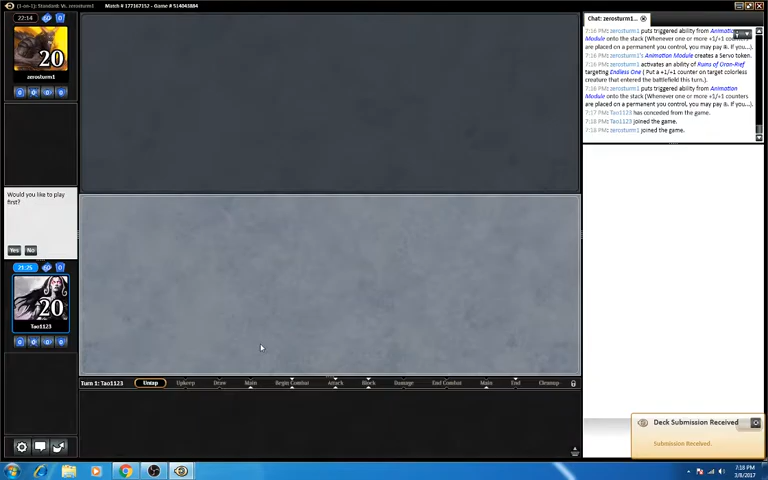 (1-on-1): Standard: Vs. zerosturm1 Match # 177167152 - Game # 514043884
22:14
20
zerosturm1
0 0 0 0
Would you like to play
first?
Yes No
21:25
20
Tao1123
Turn 1: Tao1123 Untap Upkeep Draw Main Begin Combat Attack Block Damage End Combat Main End Cleanup
Chat: zerosturm1...
7:16 PM: zerosturm1 puts triggered ability from Animation
Module onto the stack (Whenever one or more +1/+1 counters
are placed on a permanent you control, you may pay
7:16 PM: zerosturm1's Animation Module creates a Servo token.
7:16 PM: zerosturm1 activates an ability of Ruins of Oran-Rief
targeting Endless One ( Put a +1/+1 counter on target colorless
creature that entered the battlefield this turn.).
7:16 PM: zerosturm1 puts triggered ability from Animation
Module onto the stack (Whenever one or more +1/+1 counters
are placed on a permanent you control, you may pay
7:17 PM: Tao1123 has conceded from the game.
7:18 PM: Tao1123 joined the game.
7:18 PM: zerosturm1 joined the game.
Deck Submission Received
Submission Received.
7:18 PM
3/8/2017